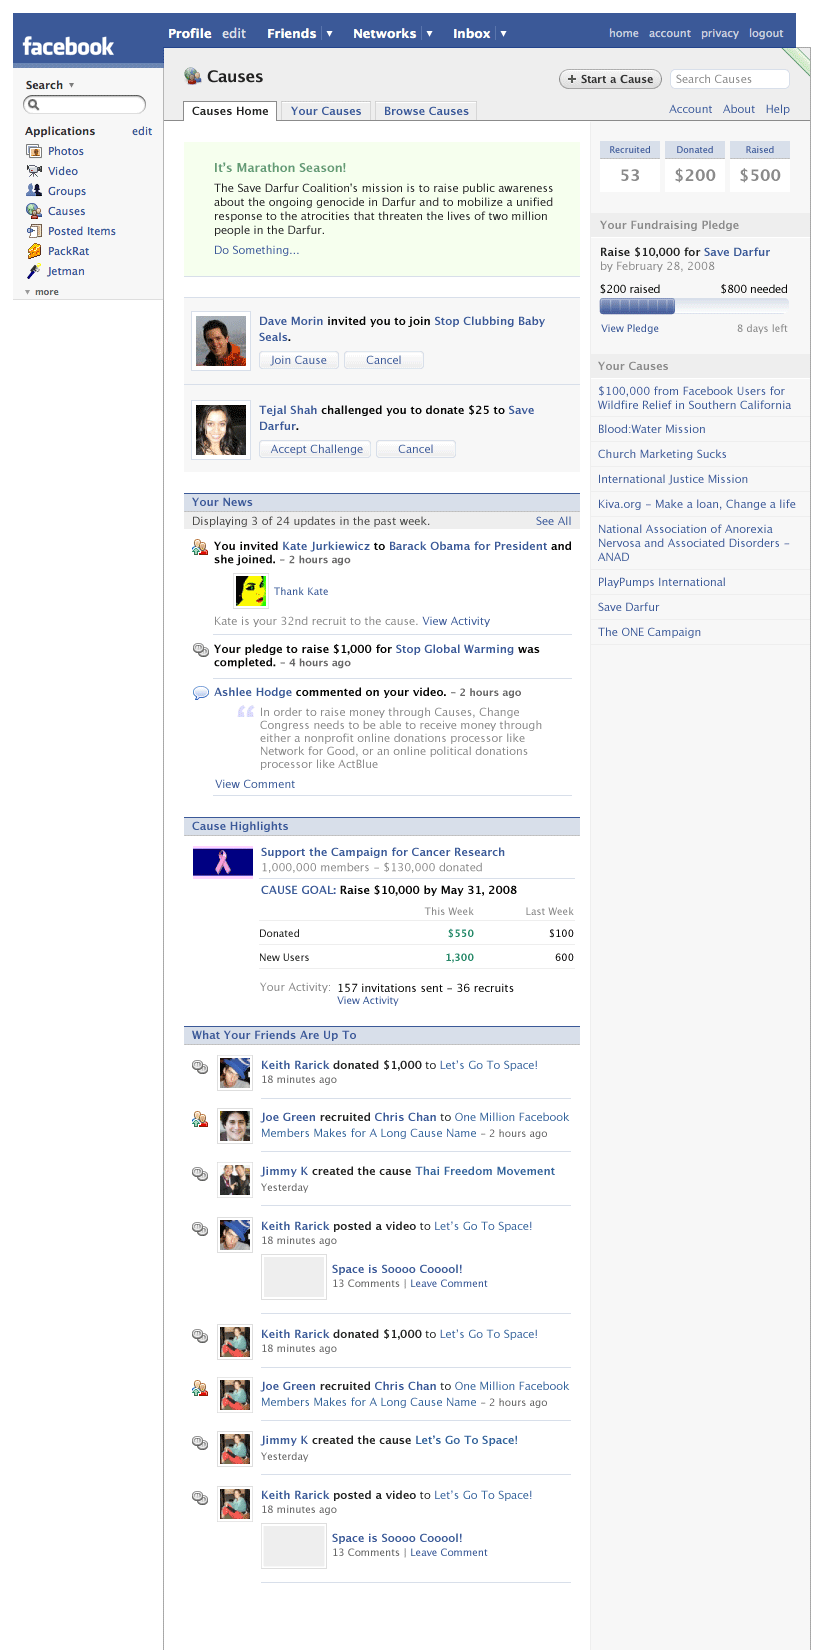 facebook
Profile edit Friends ▼ Networks ▼ Inbox ▼ home account privacy logout
Search ▼
Applications edit
Photos
Video
Groups
Causes
Posted Items
PackRat
Jetman
▼ more
Causes
+ Start a Cause
Search Causes
Causes Home Your Causes Browse Causes
Account About Help
It's Marathon Season!
The Save Darfur Coalition's mission is to raise public awareness
about the ongoing genocide in Darfur and to mobilize a unified
response to the atrocities that threaten the lives of two million
people in the Darfur.
Do Something...
Dave Morin invited you to join Stop Clubbing Baby
Seals.
Join Cause Cancel
Tejal Shah challenged you to donate $25 to Save
Darfur.
Accept Challenge Cancel
Your News
Displaying 3 of 24 updates in the past week. See All
You invited Kate Jurkiewicz to Barack Obama for President and
she joined. – 2 hours ago
Thank Kate
Kate is your 32nd recruit to the cause. View Activity
Your pledge to raise $1,000 for Stop Global Warming was
completed. – 4 hours ago
Ashlee Hodge commented on your video. – 2 hours ago
“ In order to raise money through Causes, Change
Congress needs to be able to receive money through
either a nonprofit online donations processor like
Network for Good, or an online political donations
processor like ActBlue
View Comment
Cause Highlights
Support the Campaign for Cancer Research
1,000,000 members – $130,000 donated
CAUSE GOAL: Raise $10,000 by May 31, 2008
This Week Last Week
Donated $550 $100
New Users 1,300 600
Your Activity: 157 invitations sent – 36 recruits
View Activity
What Your Friends Are Up To
Keith Rarick donated $1,000 to Let's Go To Space!
18 minutes ago
Joe Green recruited Chris Chan to One Million Facebook
Members Makes for A Long Cause Name – 2 hours ago
Jimmy K created the cause Thai Freedom Movement
Yesterday
Keith Rarick posted a video to Let's Go To Space!
18 minutes ago
Space is Soooo Cooool!
13 Comments | Leave Comment
Keith Rarick donated $1,000 to Let's Go To Space!
18 minutes ago
Joe Green recruited Chris Chan to One Million Facebook
Members Makes for A Long Cause Name – 2 hours ago
Jimmy K created the cause Let's Go To Space!
Yesterday
Keith Rarick posted a video to Let's Go To Space!
18 minutes ago
Space is Soooo Cooool!
13 Comments | Leave Comment
Recruited Donated Raised
53 $200 $500
Your Fundraising Pledge
Raise $10,000 for Save Darfur
by February 28, 2008
$200 raised $800 needed
View Pledge 8 days left
Your Causes
$100,000 from Facebook Users for
Wildfire Relief in Southern California
Blood:Water Mission
Church Marketing Sucks
International Justice Mission
Kiva.org – Make a loan, Change a life
National Association of Anorexia
Nervosa and Associated Disorders –
ANAD
PlayPumps International
Save Darfur
The ONE Campaign